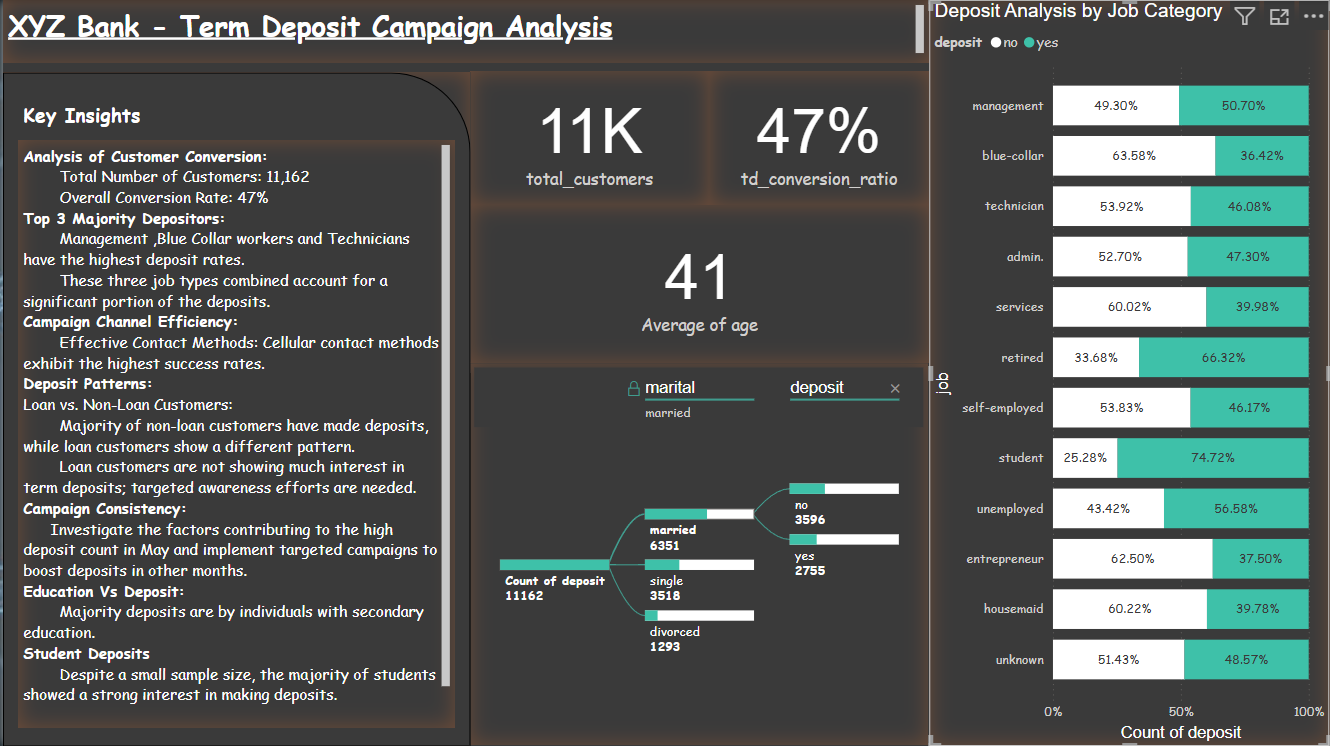 XYZ Bank - Term Deposit Campaign Analysis
Key Insights
Analysis of Customer Conversion:
Total Number of Customers: 11,162
Overall Conversion Rate: 47%
Top 3 Majority Depositors:
Management ,Blue Collar workers and Technicians
have the highest deposit rates.
These three job types combined account for a
significant portion of the deposits.
Campaign Channel Efficiency:
Effective Contact Methods: Cellular contact methods
exhibit the highest success rates.
Deposit Patterns:
Loan vs. Non-Loan Customers:
Majority of non-loan customers have made deposits,
while loan customers show a different pattern.
Loan customers are not showing much interest in
term deposits; targeted awareness efforts are needed.
Campaign Consistency:
Investigate the factors contributing to the high
deposit count in May and implement targeted campaigns to
boost deposits in other months.
Education Vs Deposit:
Majority deposits are by individuals with secondary
education.
Student Deposits
Despite a small sample size, the majority of students
showed a strong interest in making deposits.
11K
total_customers
47%
td_conversion_ratio
41
Average of age
marital
married
deposit
Count of deposit
11162
married
6351
single
3518
divorced
1293
no
3596
yes
2755
Deposit Analysis by Job Category
deposit no yes
job
management 49.30% 50.70%
blue-collar 63.58% 36.42%
technician 53.92% 46.08%
admin. 52.70% 47.30%
services 60.02% 39.98%
retired 33.68% 66.32%
self-employed 53.83% 46.17%
student 25.28% 74.72%
unemployed 43.42% 56.58%
entrepreneur 62.50% 37.50%
housemaid 60.22% 39.78%
unknown 51.43% 48.57%
0% 50% 100%
Count of deposit